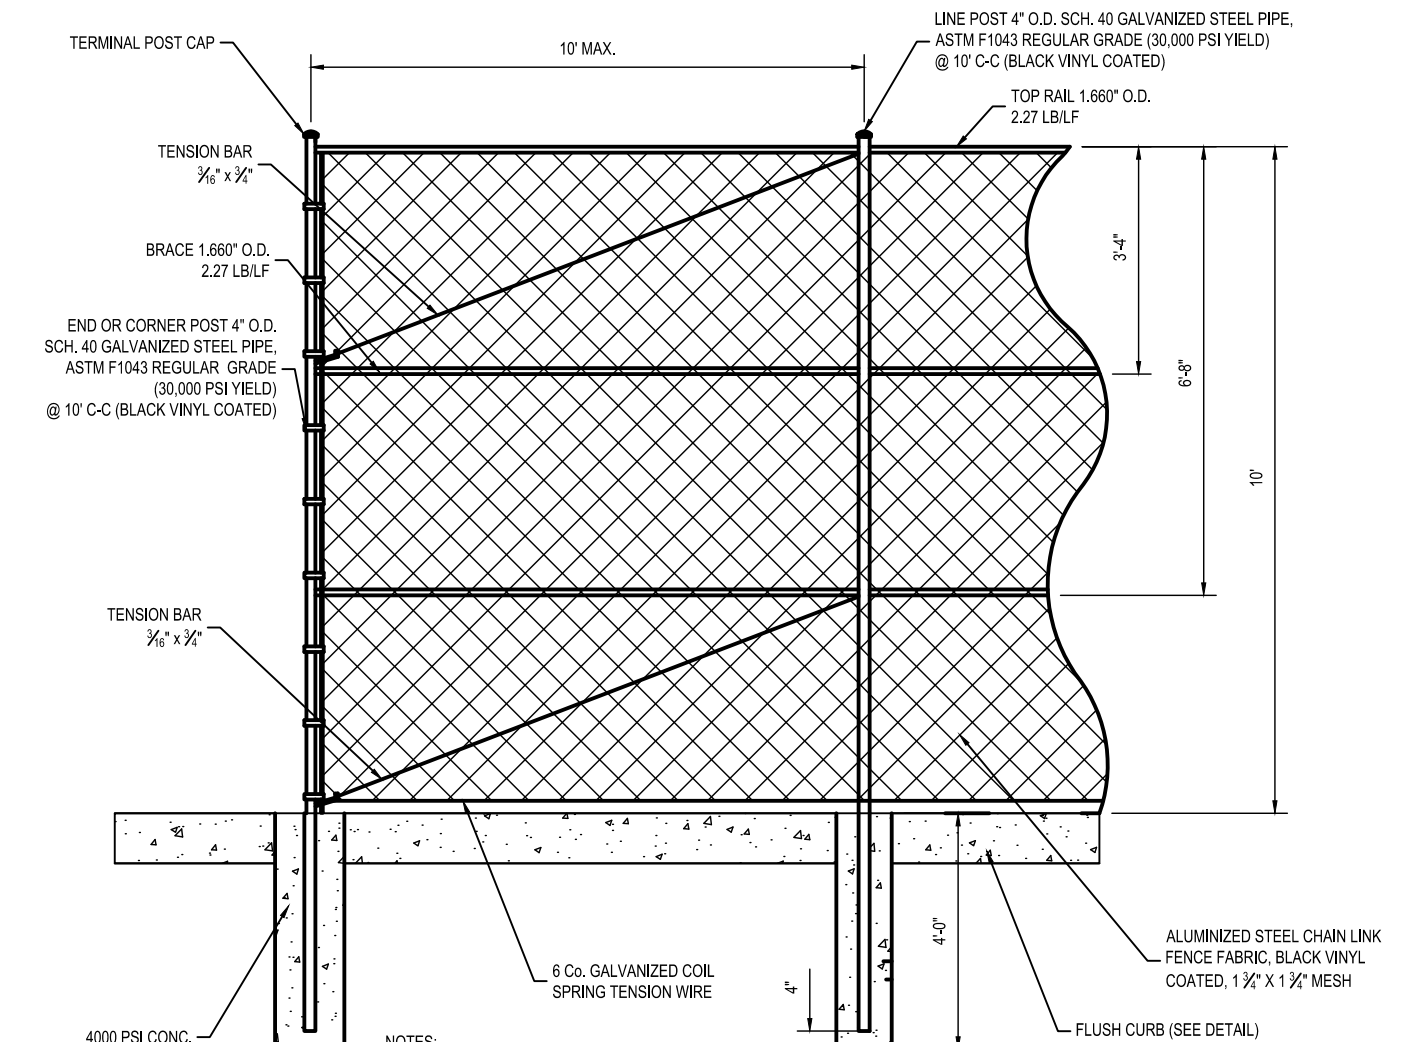 TERMINAL POST CAP
10' MAX.
LINE POST 4" O.D. SCH. 40 GALVANIZED STEEL PIPE,
ASTM F1043 REGULAR GRADE (30,000 PSI YIELD)
@ 10' C-C (BLACK VINYL COATED)
TOP RAIL 1.660" O.D.
2.27 LB/LF
TENSION BAR
3/16" x 3/4"
BRACE 1.660" O.D.
2.27 LB/LF
END OR CORNER POST 4" O.D.
SCH. 40 GALVANIZED STEEL PIPE,
ASTM F1043 REGULAR GRADE
(30,000 PSI YIELD)
@ 10' C-C (BLACK VINYL COATED)
3'-4"
6'-8"
10'
TENSION BAR
3/16" x 3/4"
4'-0"
4"
6 Co. GALVANIZED COIL
SPRING TENSION WIRE
ALUMINIZED STEEL CHAIN LINK
FENCE FABRIC, BLACK VINYL
COATED, 1 3/4" X 1 3/4" MESH
FLUSH CURB (SEE DETAIL)
4000 PSI CONC.
NOTES: